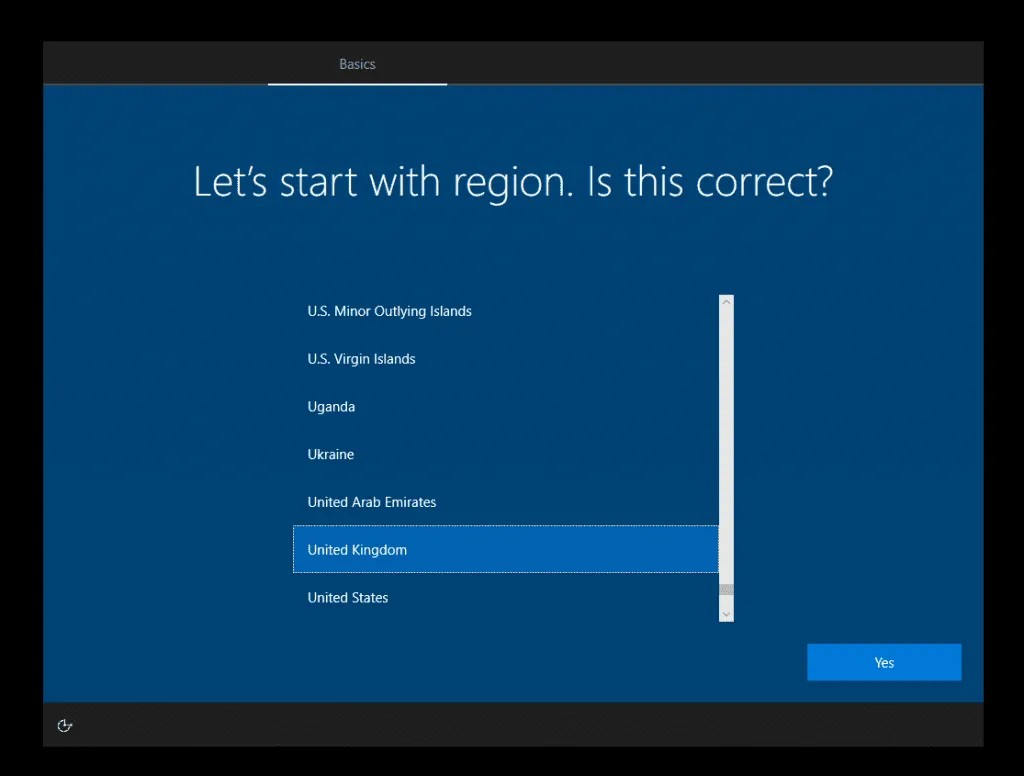 Basics
Let's start with region. Is this correct?
U.S. Minor Outlying Islands
U.S. Virgin Islands
Uganda
Ukraine
United Arab Emirates
United Kingdom
United States
Yes